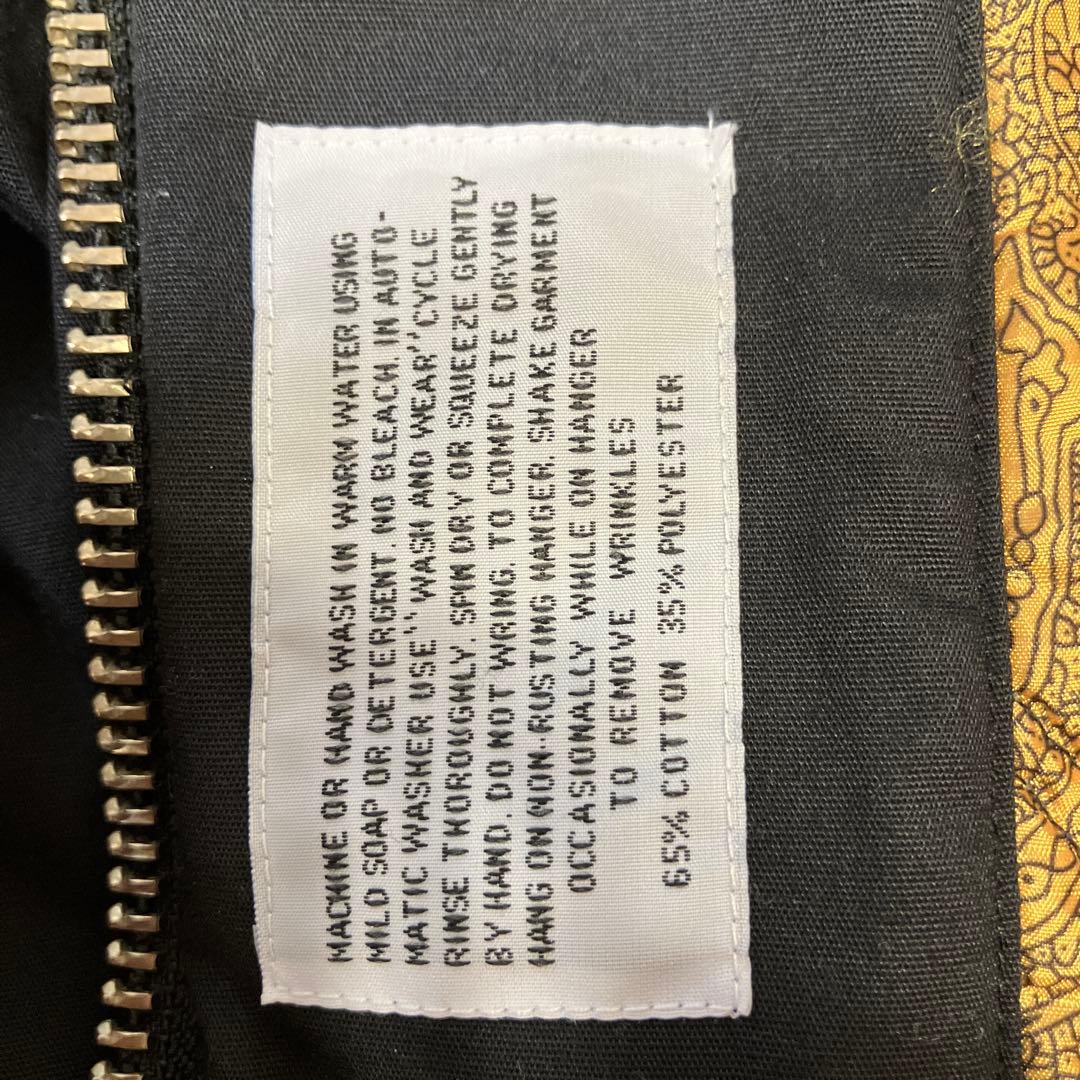 MACHINE OR HAND WASH IN WARM WATER USING
MILD SOAP OR DETERGENT. NO BLEACH. IN AUTO-
MATIC WASHER USE "WASH AND WEAR" CYCLE
RINSE THOROUGHLY. SPIN DRY OR SQUEEZE GENTLY
BY HAND. DO NOT WRING. TO COMPLETE DRYING
HANG ON NON-RUSTING HANGER. SHAKE GARMENT
OCCASIONALLY WHILE ON HANGER
TO REMOVE WRINKLES
65% COTTON 35% POLYESTER